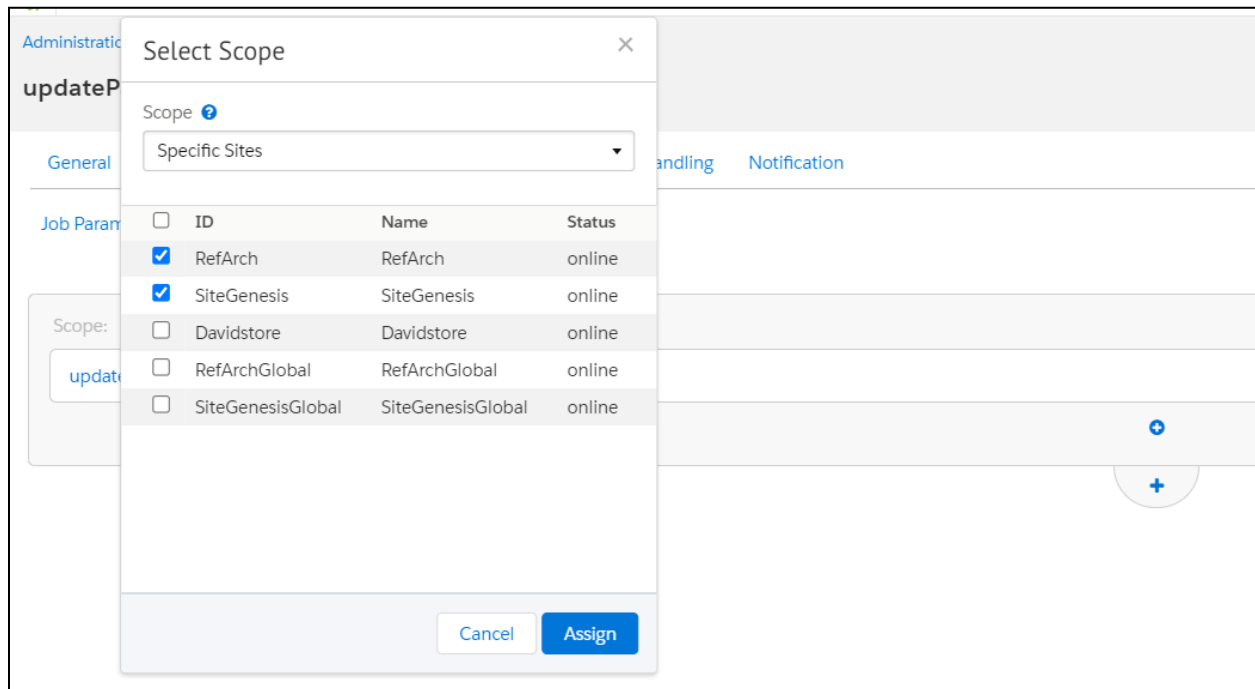 Administratic
Select Scope
updateP
Scope
Specific Sites
General
andling Notification
Job Param
ID Name Status
RefArch RefArch online
SiteGenesis SiteGenesis online
Scope:
Davidstore Davidstore online
update
RefArchGlobal RefArchGlobal online
SiteGenesisGlobal SiteGenesisGlobal online
Cancel Assign